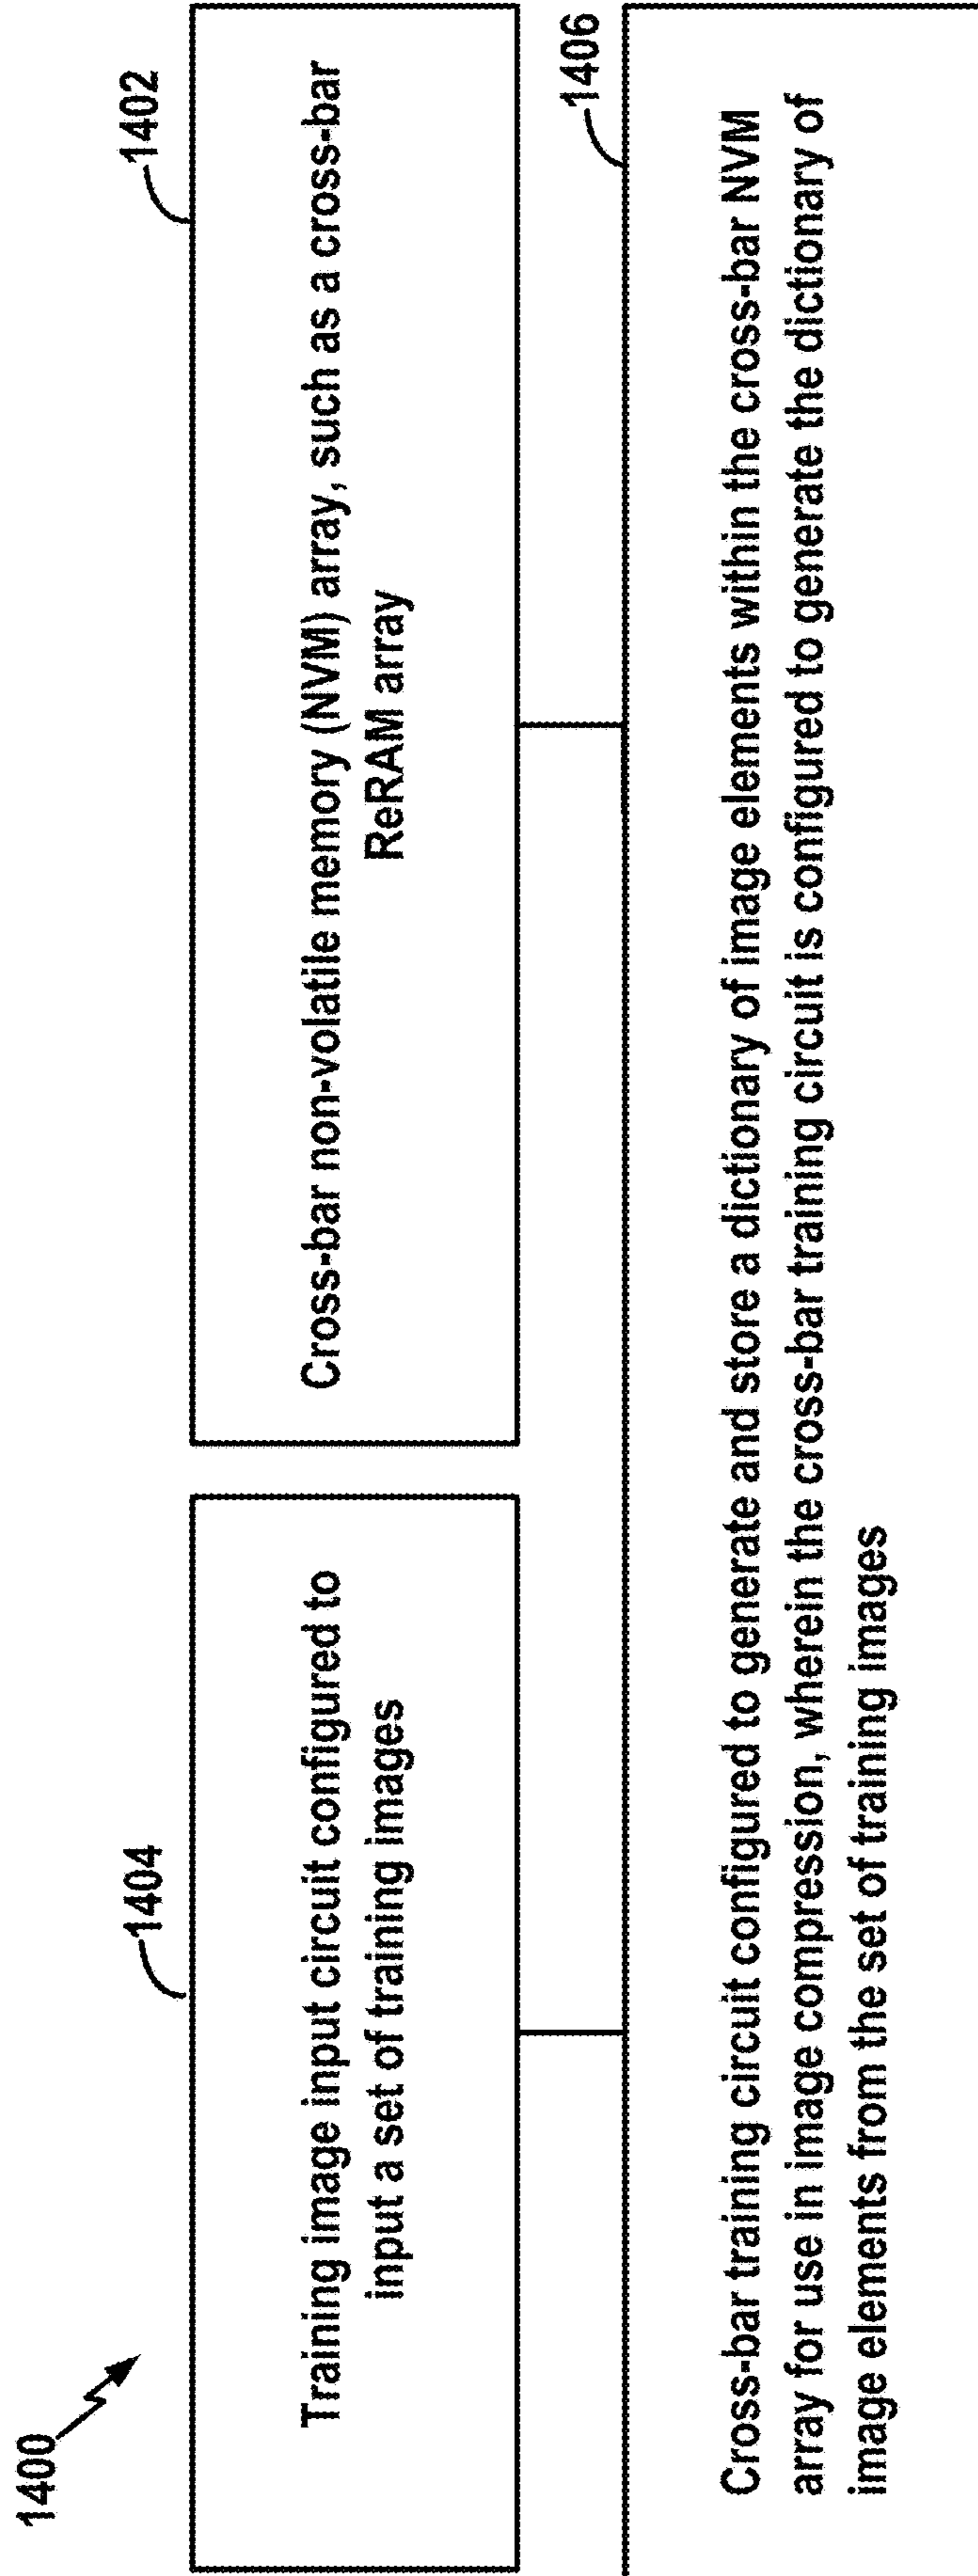 1400
1404
Training image input circuit configured to
input a set of training images
1402
Cross-bar non-volatile memory (NVM) array, such as a cross-bar
ReRAM array
1406
Cross-bar training circuit configured to generate and store a dictionary of image elements within the cross-bar NVM
array for use in image compression, wherein the cross-bar training circuit is configured to generate the dictionary of
image elements from the set of training images